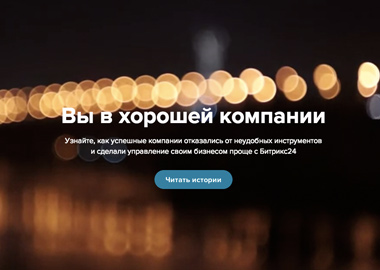 Вы в хорошей компании
Узнайте, как успешные компании отказались от неудобных инструментов
и сделали управление своим бизнесом проще с Битрикс24
Читать истории